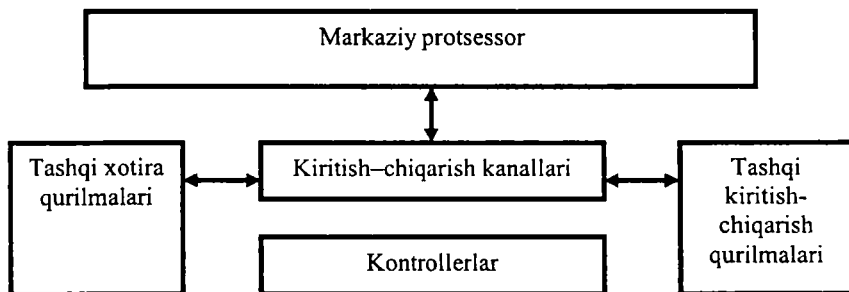 Markaziy protsessor
Tashqi xotira
qurilmalari
Kiritish–chiqarish kanallari
Tashqi
kiritish-
chiqarish
qurilmalari
Kontrollerlar